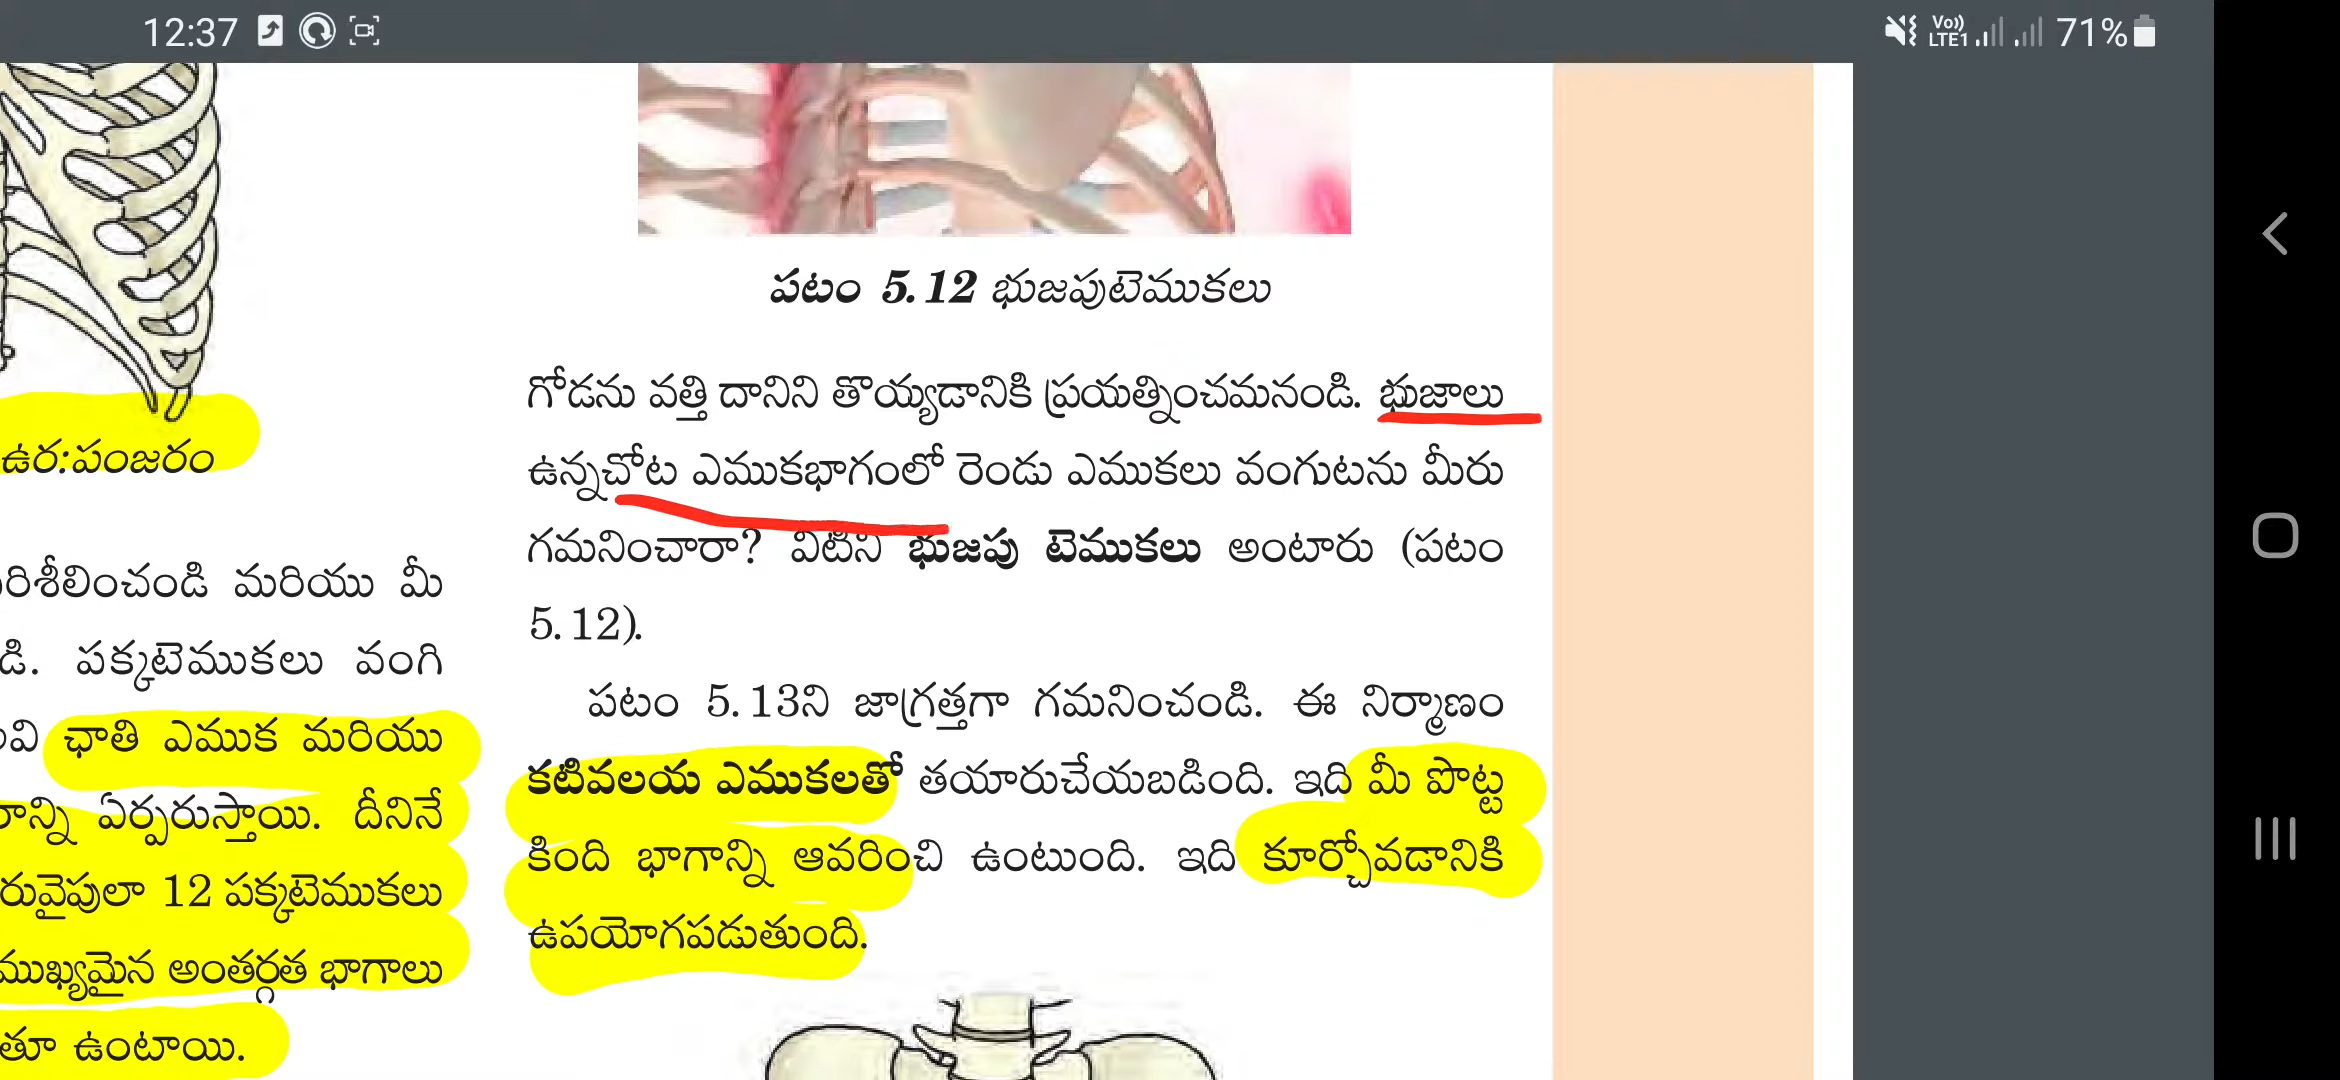 12:37
Vo))
LTE1
71%
పటం 5.12 భుజపుటెముకలు
ఉర:పంజరం
రిశీలించండి మరియు మీ
డి. పక్కటెముకలు వంగి
వి ఛాతి ఎముక మరియు
రాన్ని ఏర్పరుస్తాయి. దీనినే
రువైపులా 12 పక్కటెముకలు
ముఖ్యమైన అంతర్గత భాగాలు
తూ ఉంటాయి.
గోడను వత్తి దానిని తొయ్యడానికి ప్రయత్నించమనండి. భుజాలు
ఉన్నచోట ఎముకభాగంలో రెండు ఎముకలు వంగుటను మీరు
గమనించారా? వీటిని భుజపు టెముకలు అంటారు (పటం
5.12).
పటం 5.13ని జాగ్రత్తగా గమనించండి. ఈ నిర్మాణం
కటివలయ ఎముకలతో తయారుచేయబడింది. ఇది మీ పొట్ట
కింది భాగాన్ని ఆవరించి ఉంటుంది. ఇది కూర్చోవడానికి
ఉపయోగపడుతుంది.